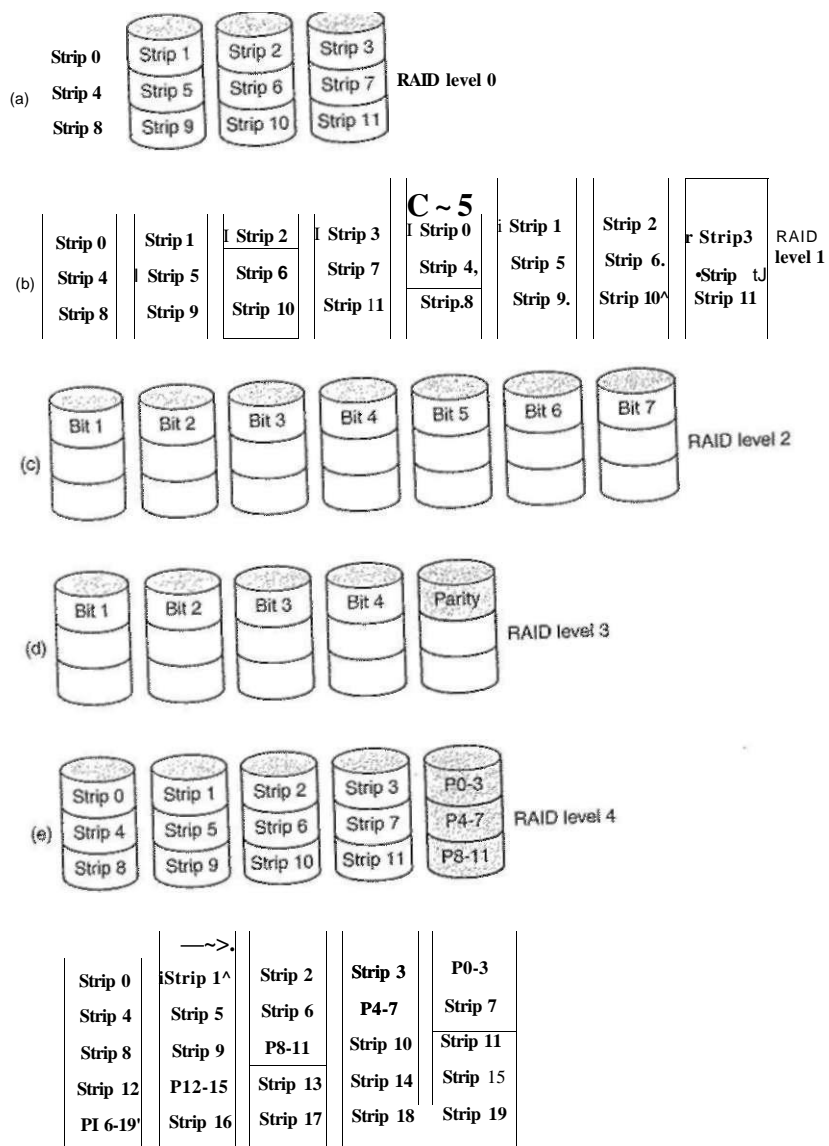 Strip 0 Strip 1 Strip 2 Strip 3
(a) Strip 4 Strip 5 Strip 6 Strip 7 RAID level 0
Strip 8 Strip 9 Strip 10 Strip 11
C ~ 5
Strip 0 Strip 1 I Strip 2 I Strip 3 I Strip 0 i Strip 1 Strip 2 r Strip3 RAID
(b) Strip 4 l Strip 5 Strip 6 Strip 7 Strip 4, Strip 5 Strip 6. •Strip tJ level 1
Strip 8 Strip 9 Strip 10 Strip 11 Strip.8 Strip 9. Strip 10^ Strip 11
Bit 1 Bit 2 Bit 3 Bit 4 Bit 5 Bit 6 Bit 7
(c) RAID level 2
Bit 1 Bit 2 Bit 3 Bit 4 Parity
(d) RAID level 3
Strip 0 Strip 1 Strip 2 Strip 3 P0-3
(e) Strip 4 Strip 5 Strip 6 Strip 7 P4-7 RAID level 4
Strip 8 Strip 9 Strip 10 Strip 11 P8-11
—~>.
Strip 0 iStrip 1^ Strip 2 Strip 3 P0-3
Strip 4 Strip 5 Strip 6 P4-7 Strip 7
Strip 8 Strip 9 P8-11 Strip 10 Strip 11
Strip 12 P12-15 Strip 13 Strip 14 Strip 15
PI 6-19' Strip 16 Strip 17 Strip 18 Strip 19